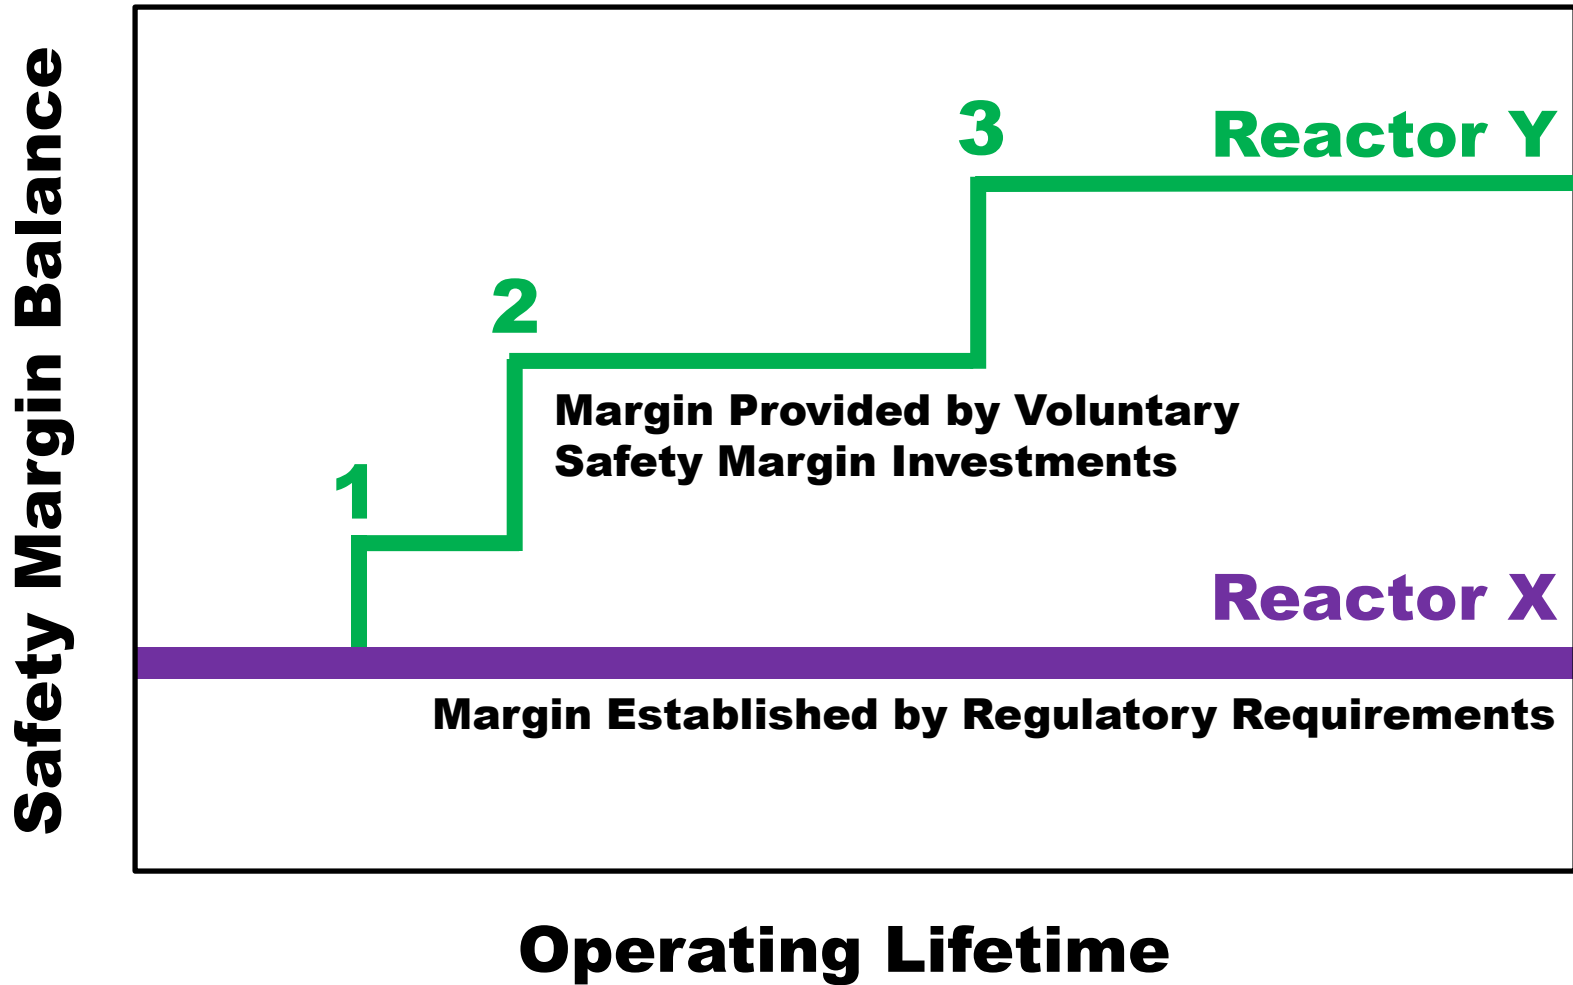 Safety Margin Balance
3
Reactor Y
2
Margin Provided by Voluntary
Safety Margin Investments
1
Reactor X
Margin Established by Regulatory Requirements
Operating Lifetime